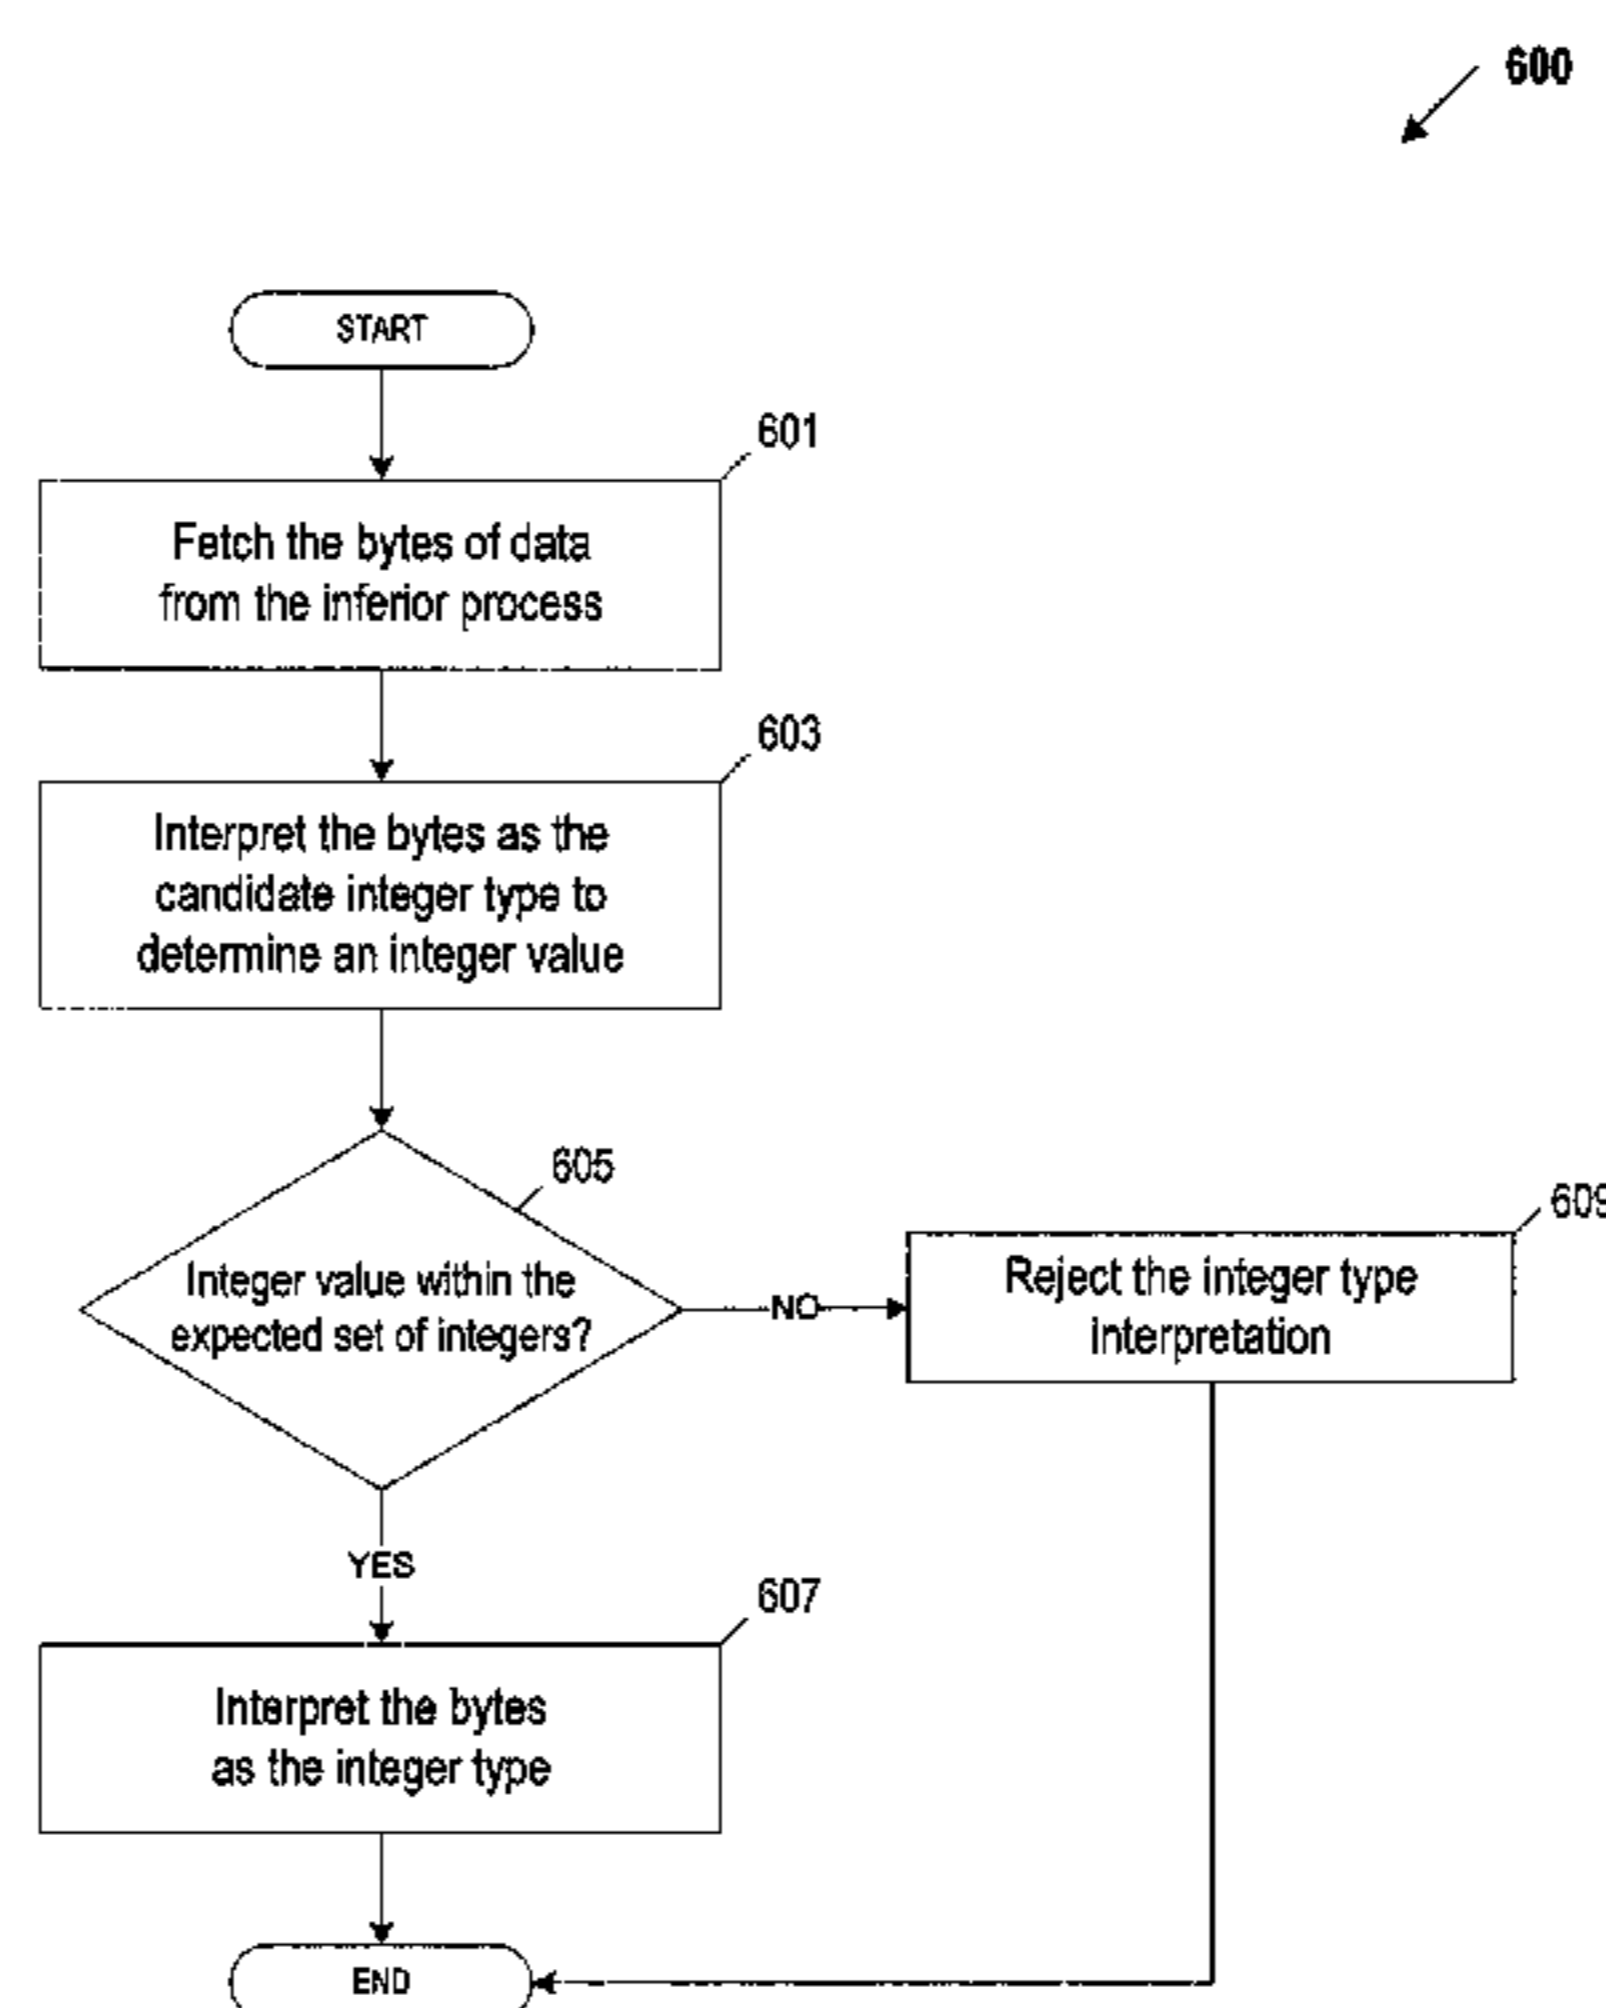 600
START
601
Fetch the bytes of data
from the inferior process
603
Interpret the bytes as the
candidate integer type to
determine an integer value
605
Integer value within the
expected set of integers?
NO
609
Reject the integer type
interpretation
YES
607
Interpret the bytes
as the integer type
END